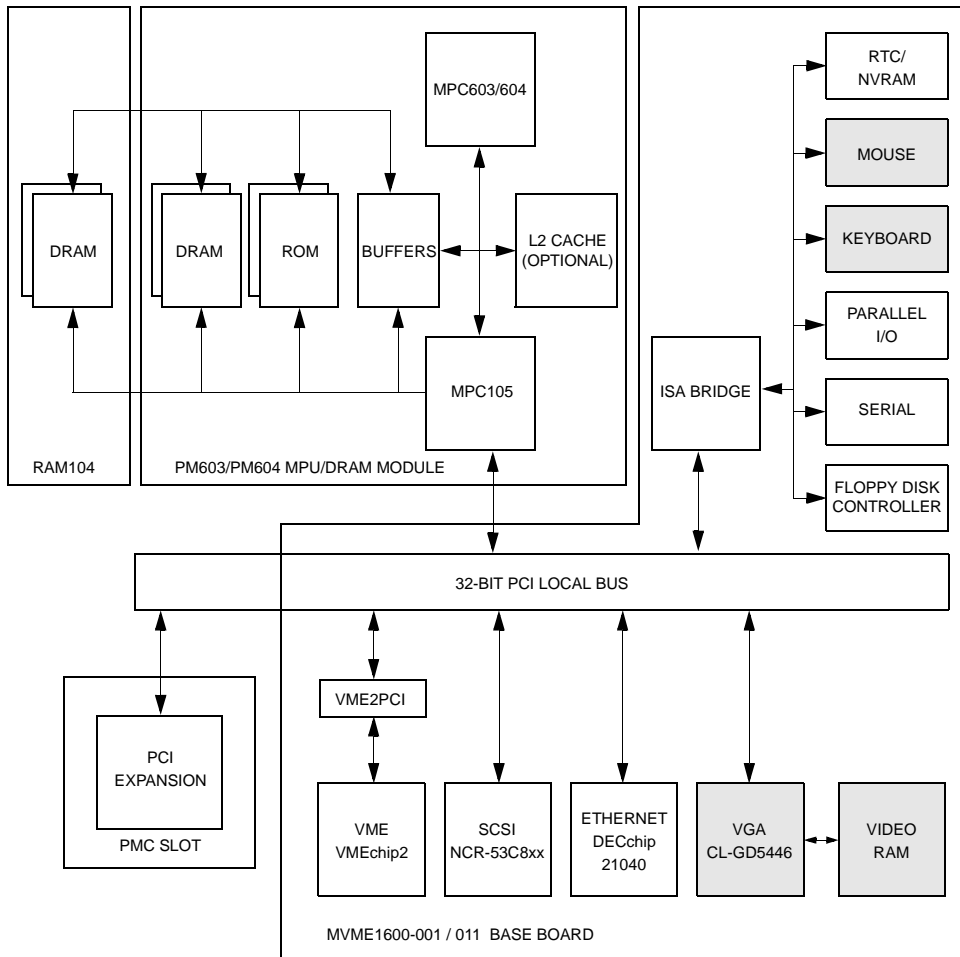 RTC/
NVRAM
MPC603/604
MOUSE
KEYBOARD
DRAM
DRAM
ROM
BUFFERS
L2 CACHE
(OPTIONAL)
PARALLEL
I/O
MPC105
ISA BRIDGE
SERIAL
RAM104
PM603/PM604 MPU/DRAM MODULE
FLOPPY DISK
CONTROLLER
32-BIT PCI LOCAL BUS
VME2PCI
PCI
EXPANSION
PMC SLOT
VME
VMEchip2
SCSI
NCR-53C8xx
ETHERNET
DECchip
21040
VGA
CL-GD5446
VIDEO
RAM
MVME1600-001 / 011 BASE BOARD